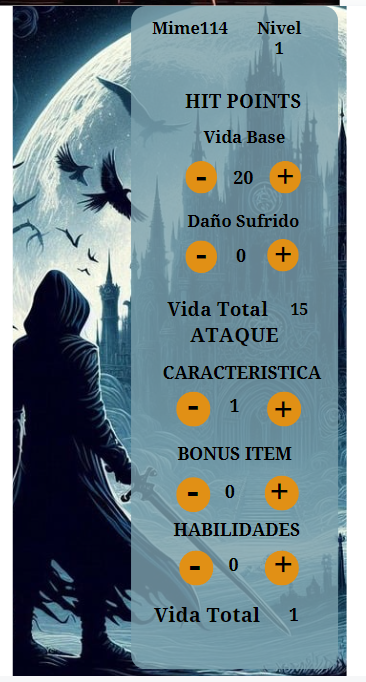 Mime114 Nivel
1
HIT POINTS
Vida Base
- 20 +
Daño Sufrido
- 0 +
Vida Total 15
ATAQUE
CARACTERISTICA
- 1 +
BONUS ITEM
- 0 +
HABILIDADES
- 0 +
Vida Total 1